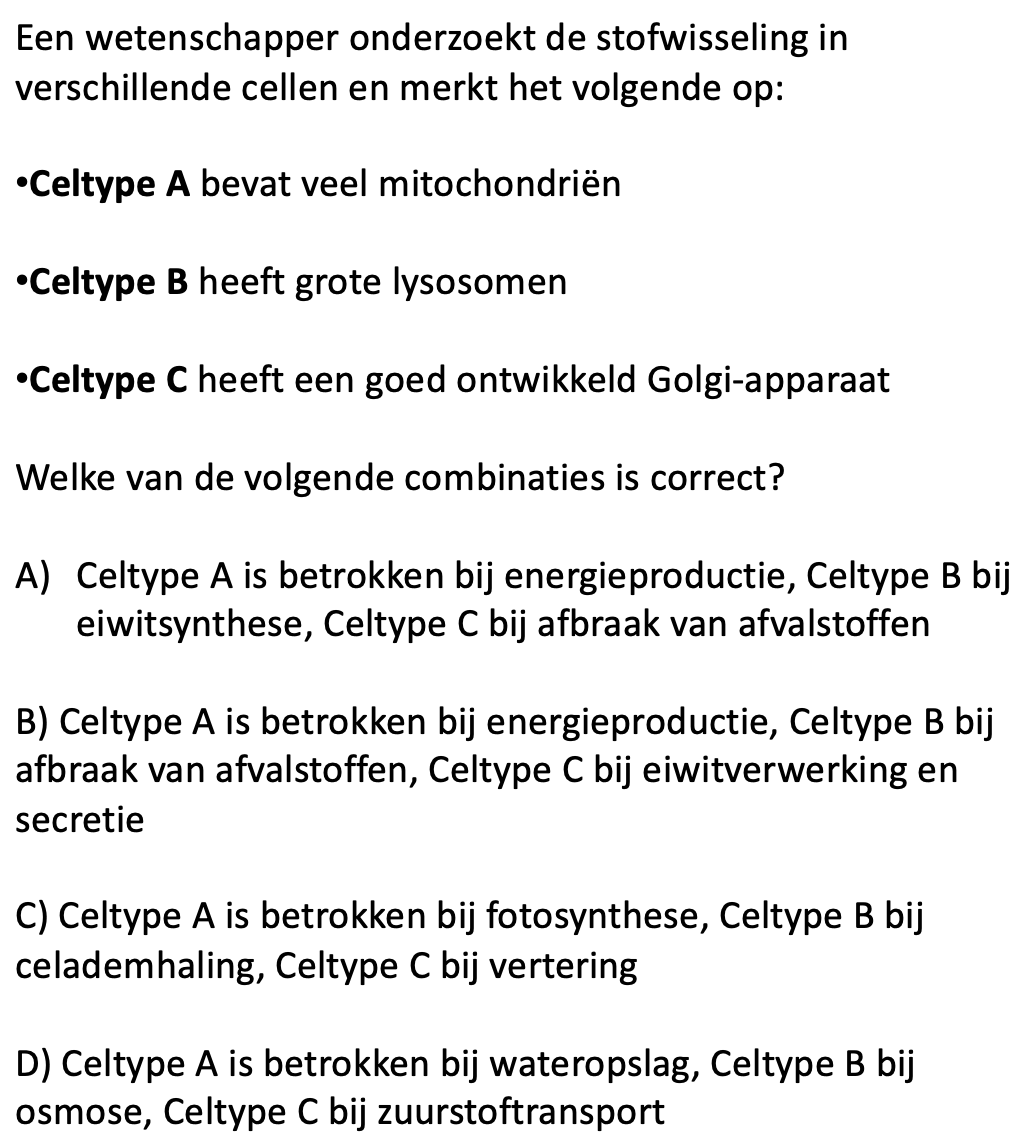 Een wetenschapper onderzoekt de stofwisseling in
verschillende cellen en merkt het volgende op:
•Celtype A bevat veel mitochondriën
•Celtype B heeft grote lysosomen
•Celtype C heeft een goed ontwikkeld Golgi-apparaat
Welke van de volgende combinaties is correct?
A) Celtype A is betrokken bij energieproductie, Celtype B bij
eiwitsynthese, Celtype C bij afbraak van afvalstoffen
B) Celtype A is betrokken bij energieproductie, Celtype B bij
afbraak van afvalstoffen, Celtype C bij eiwitverwerking en
secretie
C) Celtype A is betrokken bij fotosynthese, Celtype B bij
celademhaling, Celtype C bij vertering
D) Celtype A is betrokken bij wateropslag, Celtype B bij
osmose, Celtype C bij zuurstoftransport